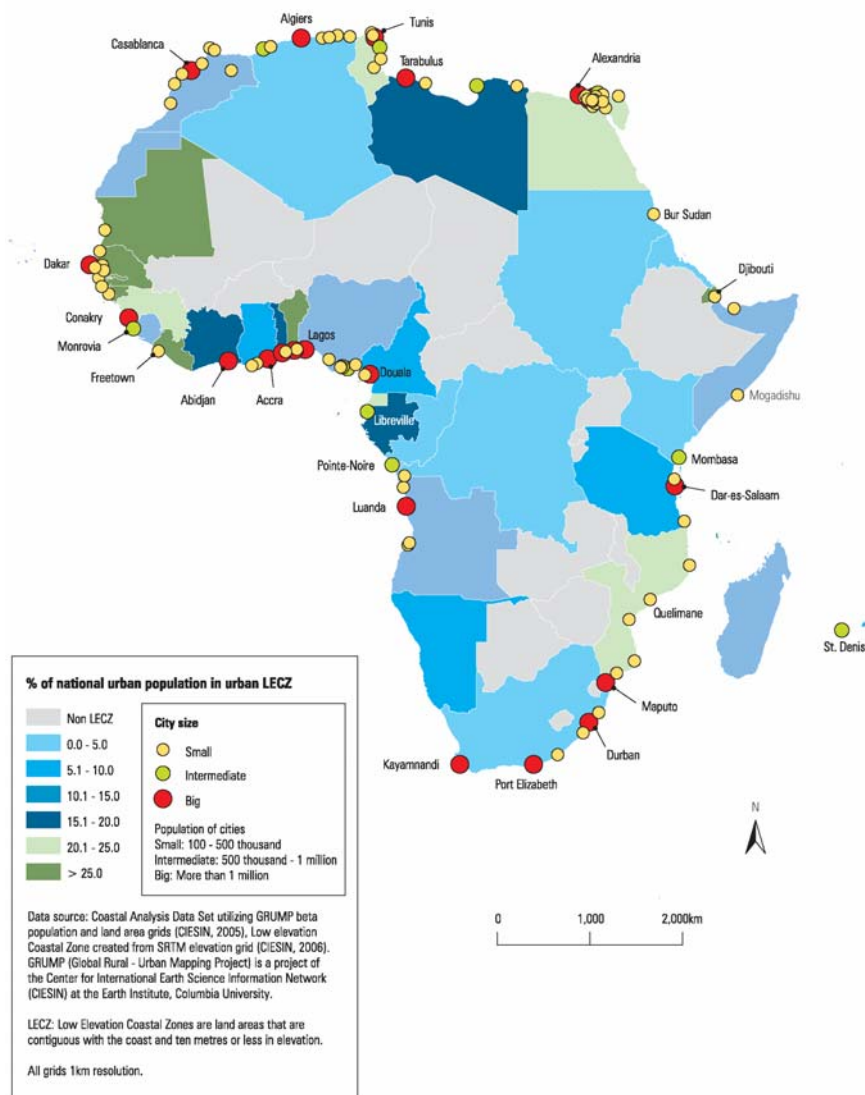 Algiers
Tunis
Casablanca
Tarabulus
Alexandria
Bur Sudan
Dakar
Djibouti
Conakry
Lagos
Monrovia
Freetown
Douala
Abidjan
Accra
Mogadishu
Libreville
Mombasa
Pointe-Noire
Dar-es-Salaam
Luanda
Quelimane
St. Denis
Maputo
Durban
Kayamnandi
Port Elizabeth
N
0 1,000 2,000km
% of national urban population in urban LECZ
Non LECZ
0.0 - 5.0
5.1 - 10.0
10.1 - 15.0
15.1 - 20.0
20.1 - 25.0
> 25.0
City size
Small
Intermediate
Big
Population of cities
Small: 100 - 500 thousand
Intermediate: 500 thousand - 1 million
Big: More than 1 million
Data source: Coastal Analysis Data Set utilizing GRUMP beta
population and land area grids (CIESIN, 2005), Low elevation
Coastal Zone created from SRTM elevation grid (CIESIN, 2006).
GRUMP (Global Rural - Urban Mapping Project) is a project of
the Center for International Earth Science Information Network
(CIESIN) at the Earth Institute, Columbia University.
LECZ: Low Elevation Coastal Zones are land areas that are
contiguous with the coast and ten metres or less in elevation.
All grids 1km resolution.